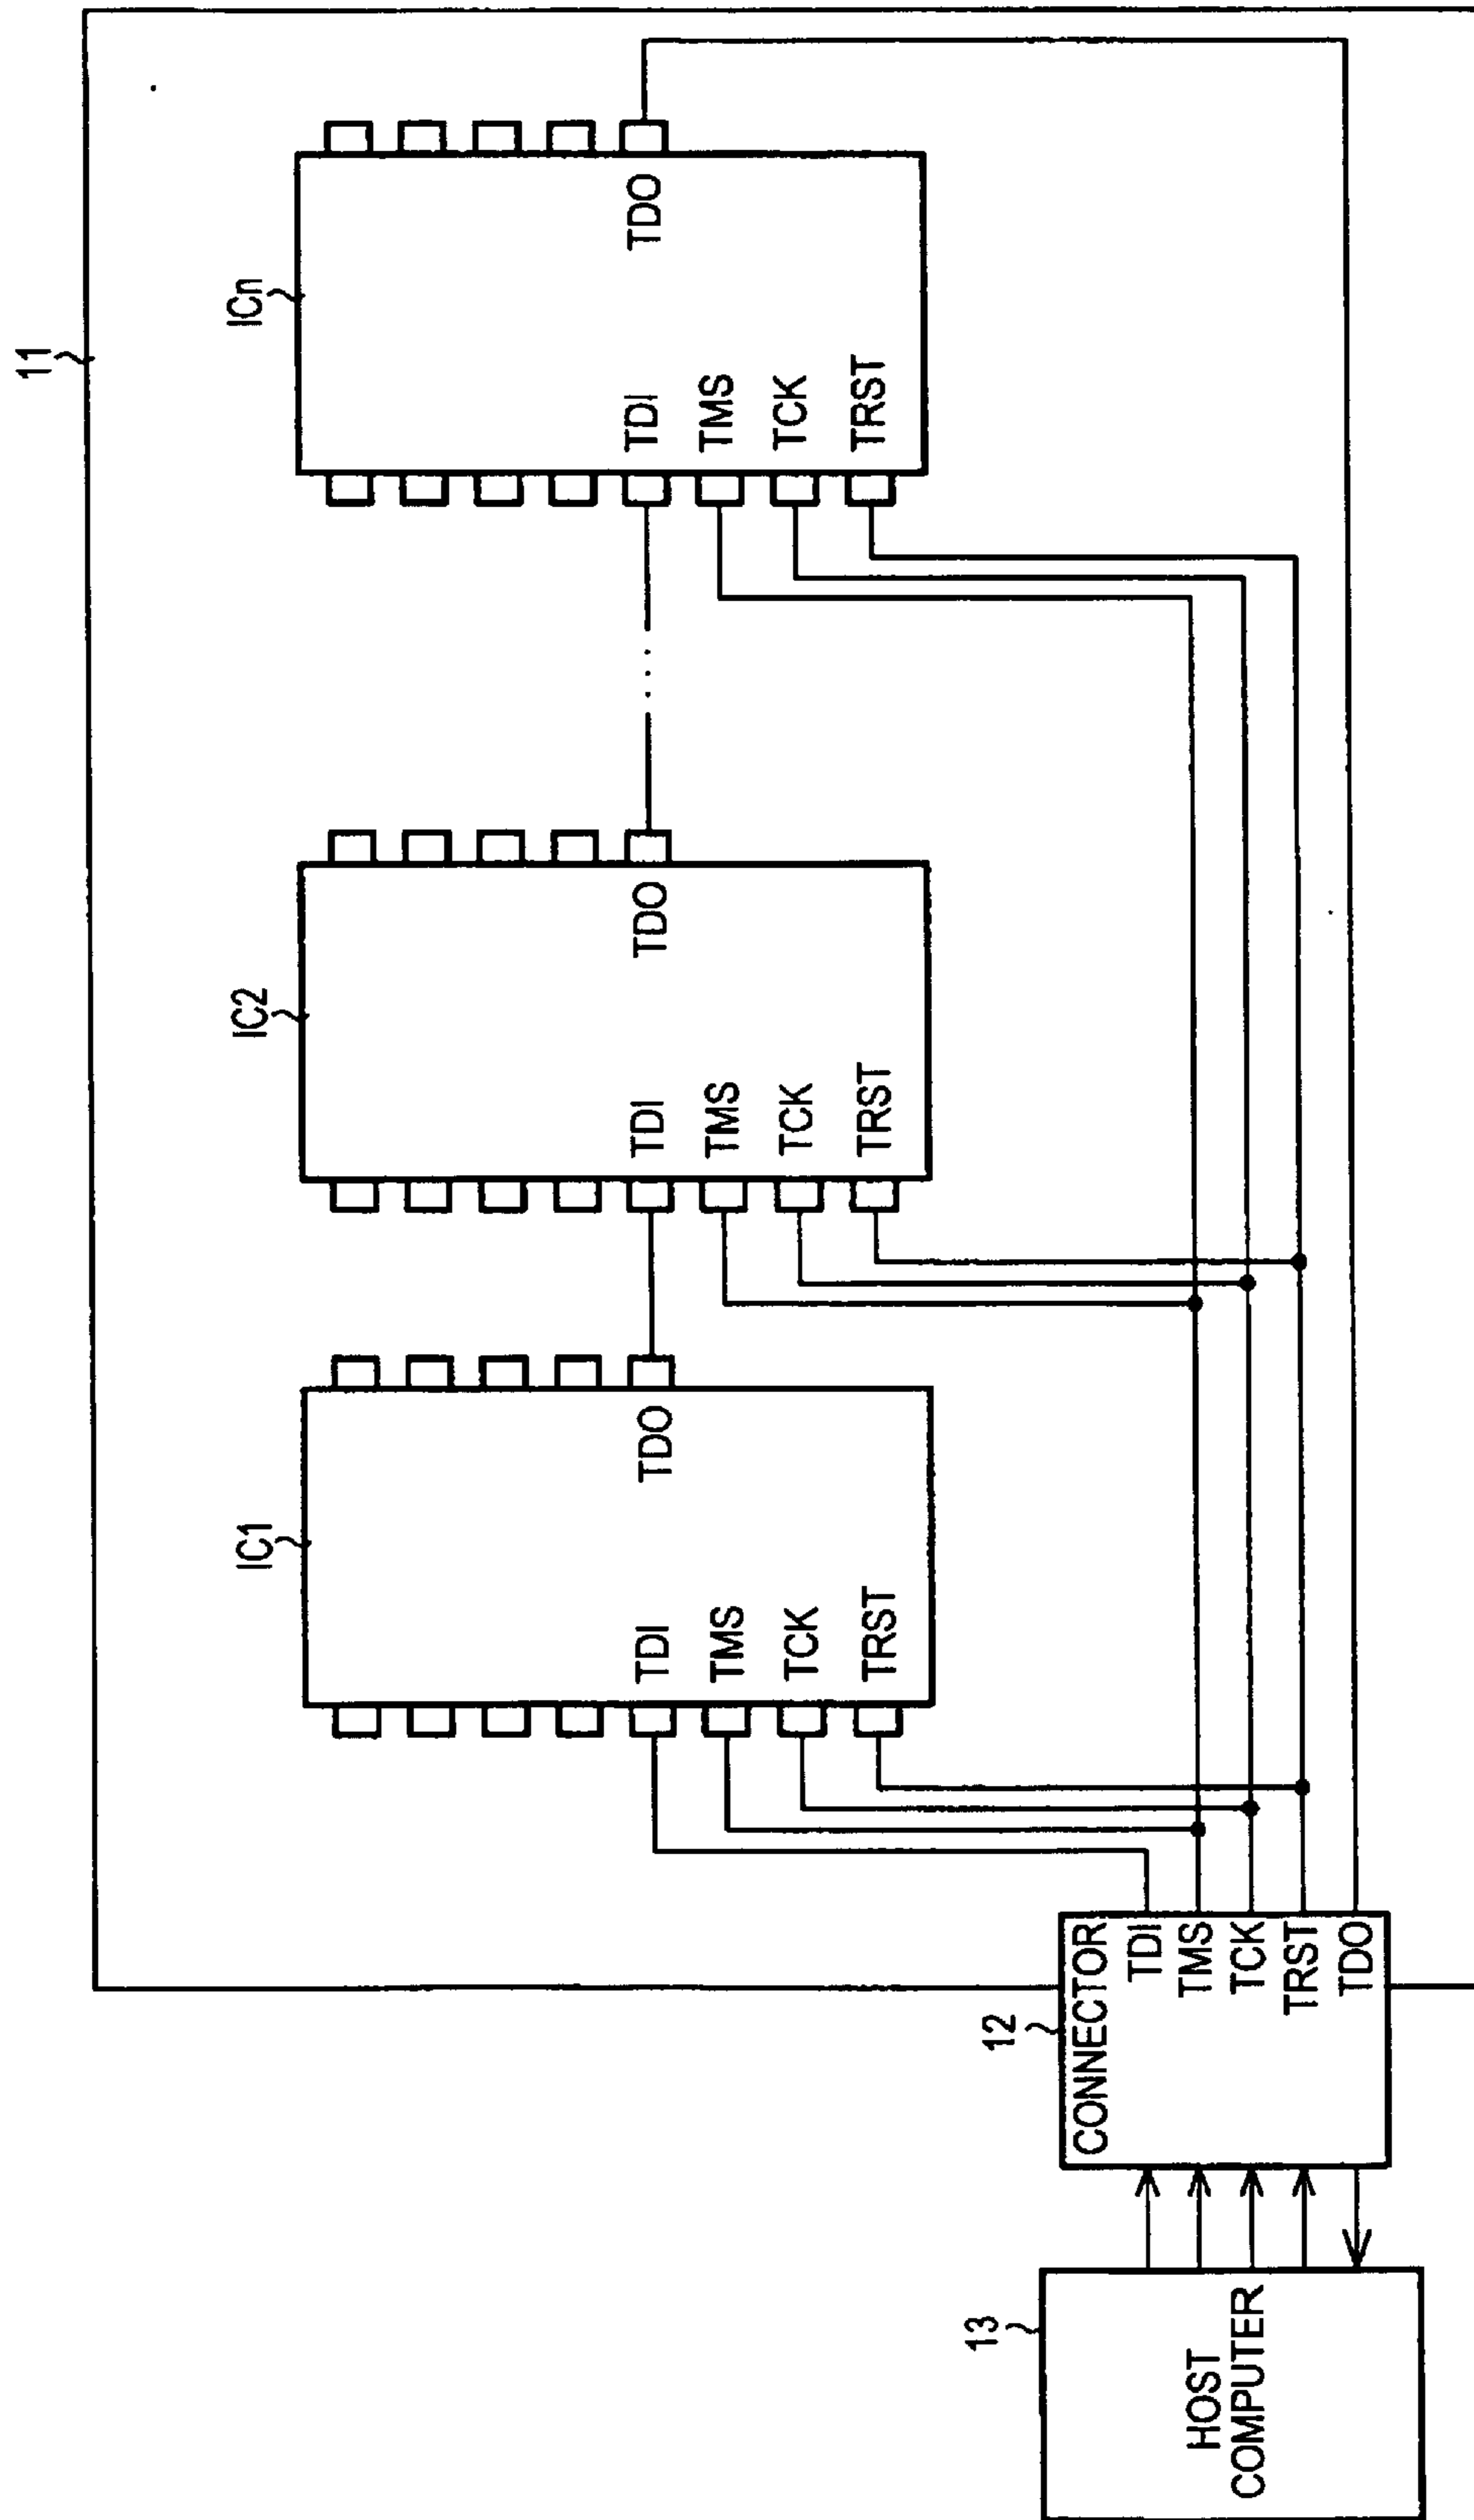 11
IC1
IC2
ICn
TDI
TDO
TMS
TCK
TRST
TDI
TDO
TMS
TCK
TRST
TDI
TDO
TMS
TCK
TRST
12
CONNECTOR
TDI
TMS
TCK
TRST
TDO
13
HOST
COMPUTER